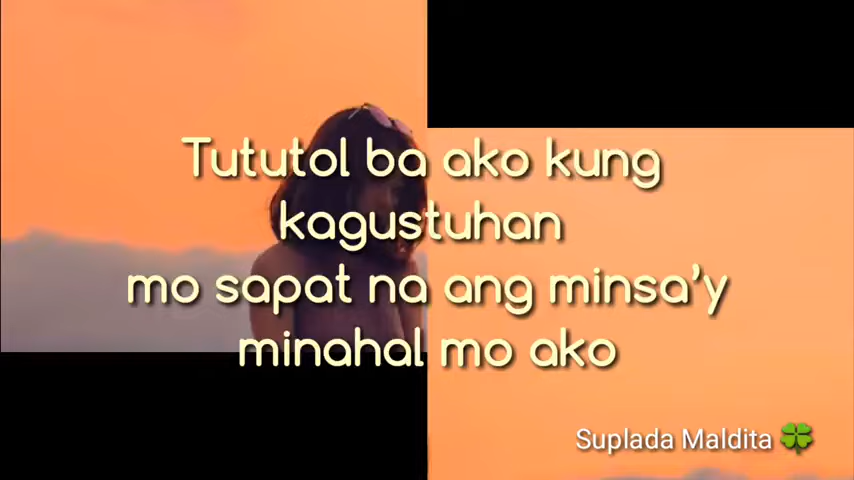 Tututol ba ako kung
kagustuhan
mo sapat na ang minsa’y
minahal mo ako
Suplada Maldita 🍀